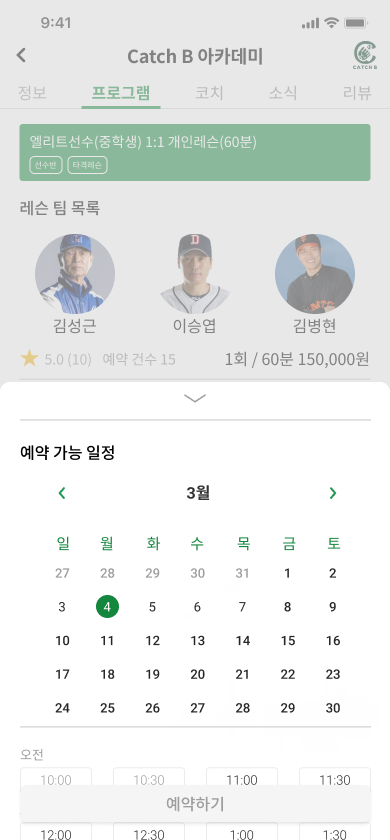 9:41
Catch B 아카데미
CATCH B
정보 프로그램 코치 소식 리뷰
엘리트선수(중학생) 1:1 개인레슨(60분)
선수반 타격레슨
레슨 팀 목록
D
김성근 이승엽 김병현
5.0 (10) 예약 건수 15 1회 / 60분 150,000원
예약 가능 일정
3월
일 월 화 수 목 금 토
27 28 29 30 31 1 2
3 4 5 6 7 8 9
10 11 12 13 14 15 16
17 18 19 20 21 22 23
24 25 26 27 28 29 30
오전
10:00 10:30 11:00 11:30
예약하기
12:00 12:30 1:00 1:30